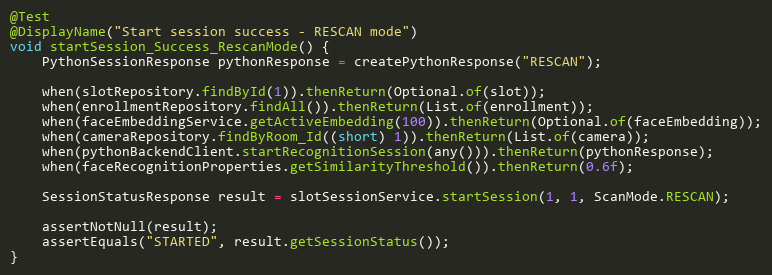 @Test
@DisplayName("Start session success - RESCAN mode")
void startSession_Success_RescanMode() {
    PythonSessionResponse pythonResponse = createPythonResponse("RESCAN");

    when(slotRepository.findById(1)).thenReturn(Optional.of(slot));
    when(enrollmentRepository.findAll()).thenReturn(List.of(enrollment));
    when(faceEmbeddingService.getActiveEmbedding(100)).thenReturn(Optional.of(faceEmbedding));
    when(cameraRepository.findByRoom_Id((short) 1)).thenReturn(List.of(camera));
    when(pythonBackendClient.startRecognitionSession(any())).thenReturn(pythonResponse);
    when(faceRecognitionProperties.getSimilarityThreshold()).thenReturn(0.6f);

    SessionStatusResponse result = slotSessionService.startSession(1, 1, ScanMode.RESCAN);

    assertNotNull(result);
    assertEquals("STARTED", result.getSessionStatus());
}